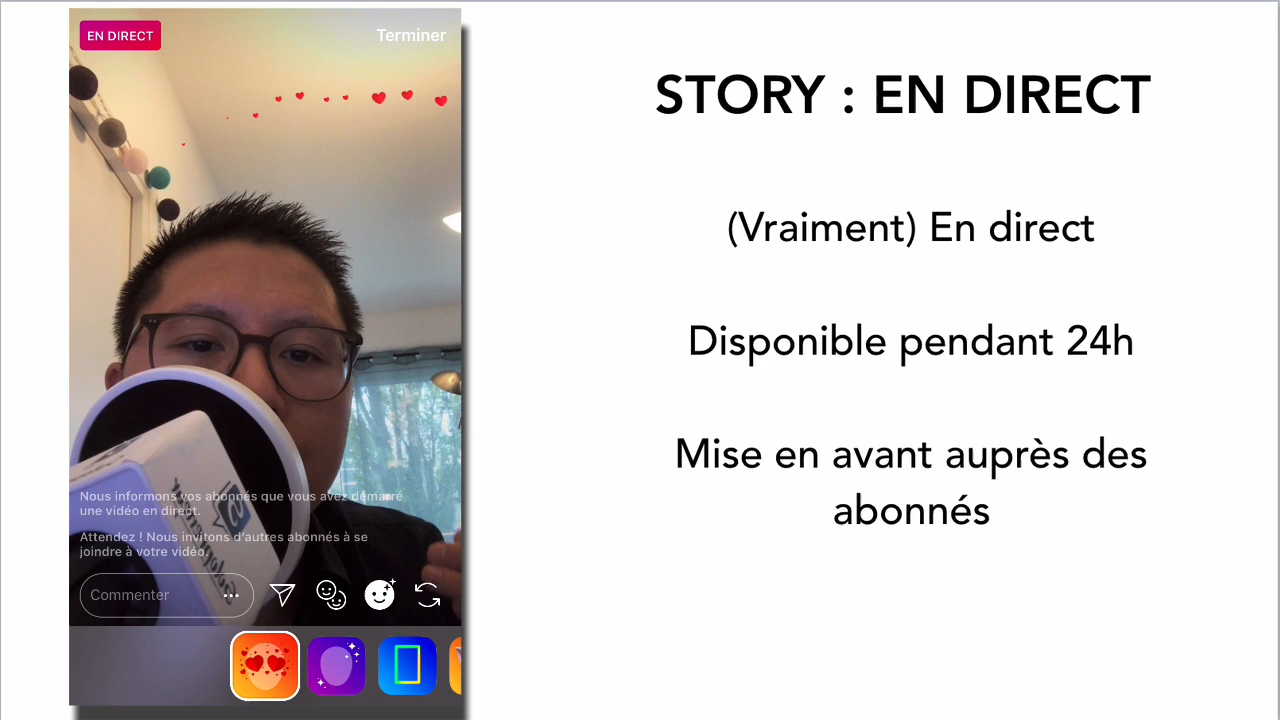 EN DIRECT
Terminer
Nous informons vos abonnés que vous avez démarré
une vidéo en direct.
Attendez ! Nous invitons d'autres abonnés à se
joindre à votre vidéo.
Commenter
STORY : EN DIRECT
(Vraiment) En direct
Disponible pendant 24h
Mise en avant auprès des
abonnés